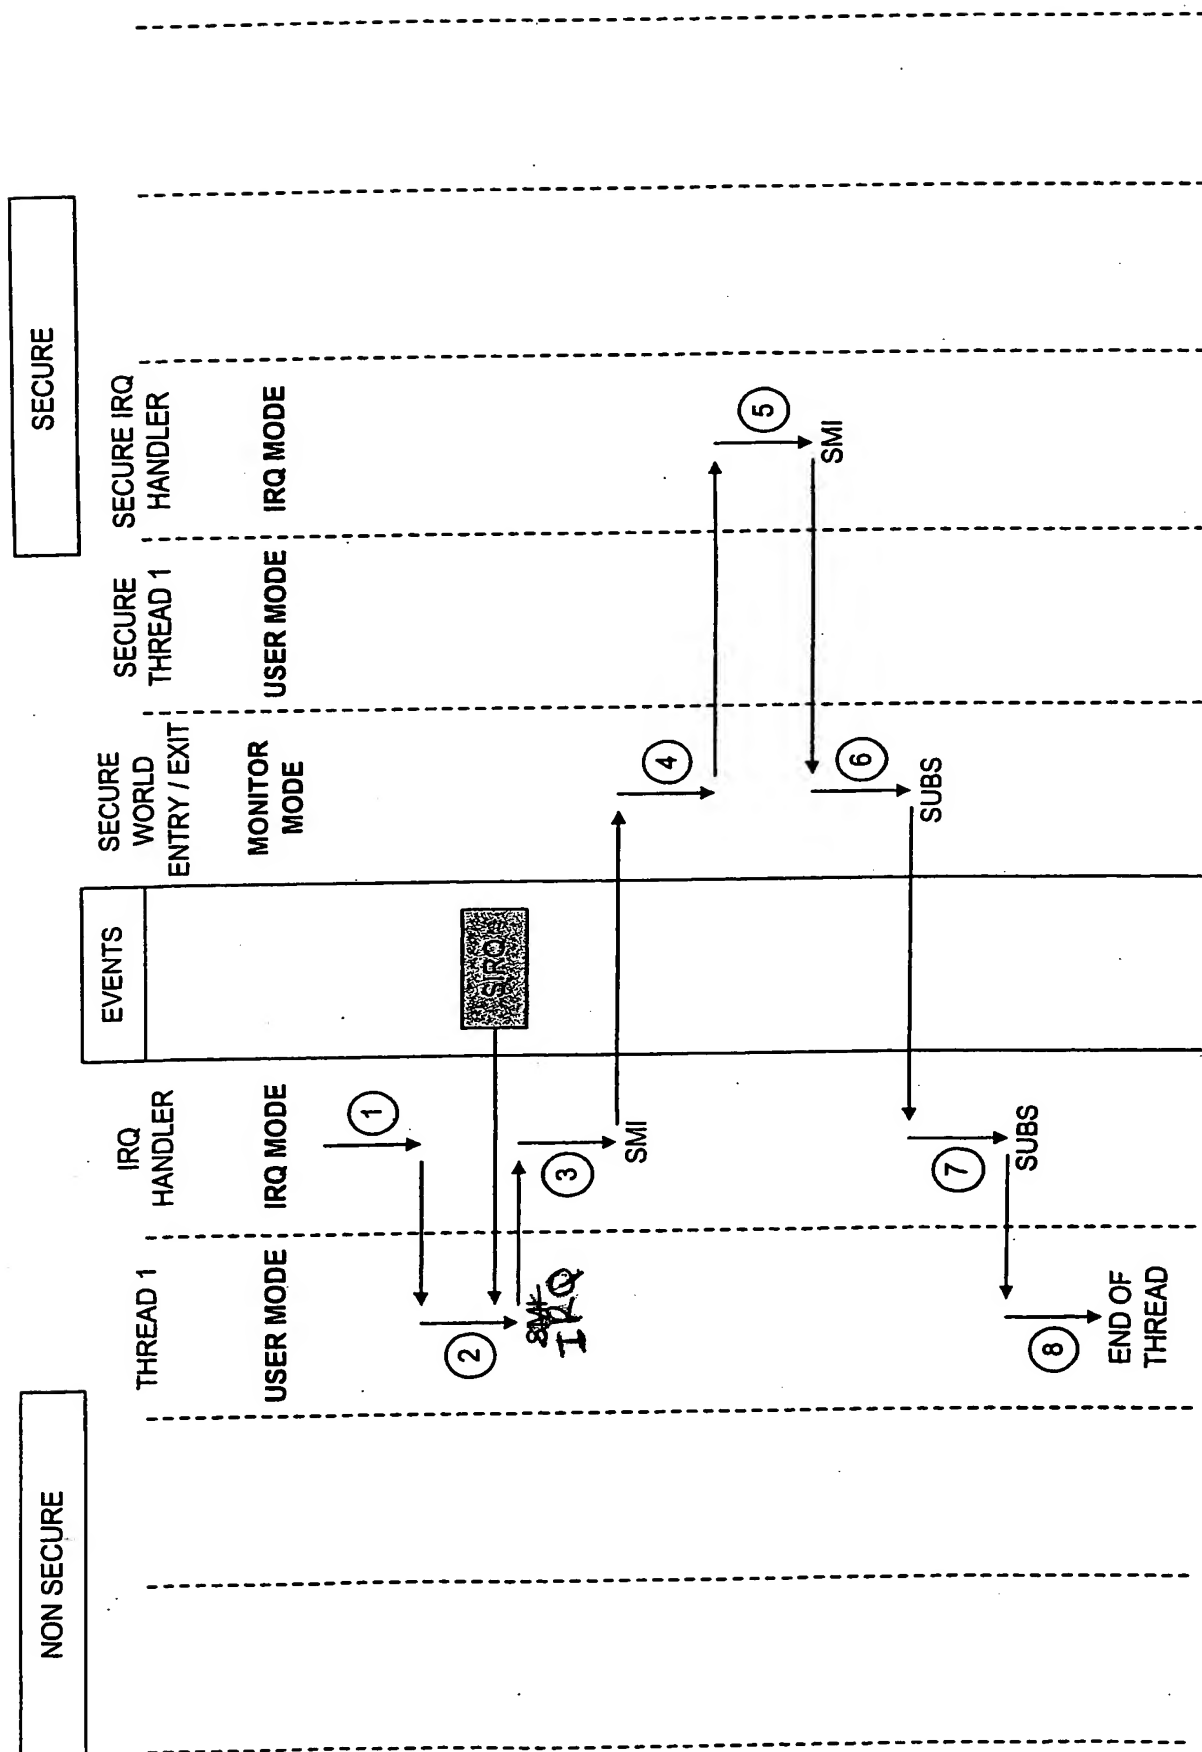 NON SECURE
SECURE
EVENTS
THREAD 1
USER MODE
IRQ
HANDLER
IRQ MODE
SECURE
WORLD
ENTRY / EXIT
MONITOR
MODE
SECURE
THREAD 1
USER MODE
SECURE IRQ
HANDLER
IRQ MODE
1
2
SIRQ
IRQ
3
SMI
4
5
SMI
6
SUBS
7
SUBS
8
END OF
THREAD